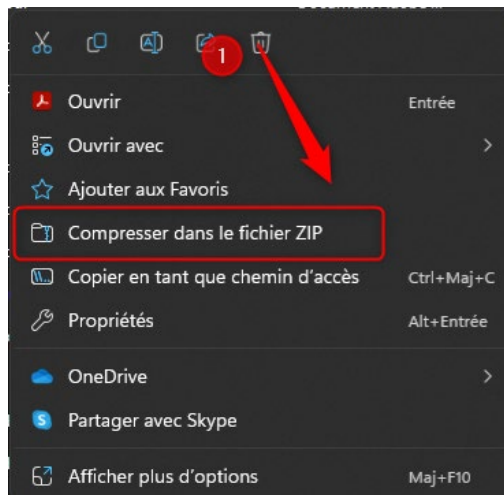 1
Ouvrir Entrée
Ouvrir avec
Ajouter aux Favoris
Compresser dans le fichier ZIP
Copier en tant que chemin d'accès Ctrl+Maj+C
Propriétés Alt+Entrée
OneDrive
Partager avec Skype
Afficher plus d'options Maj+F10